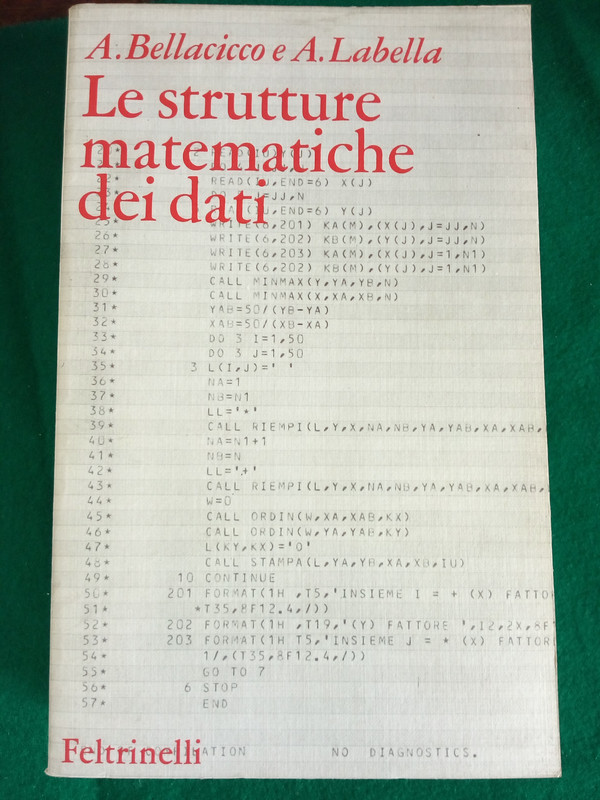 A. Bellacicco e A. Labella
Le strutture
matematiche
dei dati
READ(IJ,END=6) X(J)
J=JJ,N
END=6) Y(J)
25* WRITE(6,201) KA(M),(X(J),J=JJ,N)
26* WRITE(6,202) KB(M),(Y(J),J=JJ,N)
27* WRITE(6,203) KA(M),(X(J),J=1,N1)
28* WRITE(6,202) KB(M),(Y(J),J=1,N1)
29* CALL MINMAX(Y,YA,YB,N)
30* CALL MINMAX(X,XA,XB,N)
31* YAB=50/(YB-YA)
32* XAB=50/(XB-XA)
33* DO 3 I=1,50
34* DO 3 J=1,50
35* 3 L(I,J)=' '
36* NA=1
37* NB=N1
38* LL='*'
39* CALL RIEMPI(L,Y,X,NA,NB,YA,YAB,XA,XAB,
40* NA=N1+1
41* NB=N
42* LL='+'
43* CALL RIEMPI(L,Y,X,NA,NB,YA,YAB,XA,XAB,
44* W=0
45* CALL ORDIN(W,XA,XAB,KX)
46* CALL ORDIN(W,YA,YAB,KY)
47* L(KY,KX)='0'
48* CALL STAMPA(L,YA,YB,XA,XB,IU)
49* 10 CONTINUE
50* 201 FORMAT(1H ,T5,'INSIEME I = + (X) FATTOR
51* *T35,8F12.4,/))
52* 202 FORMAT(1H ,T19,'(Y) FATTORE ',I2,2X,8F1
53* 203 FORMAT(1H T5,'INSIEME J = * (X) FATTORE
54* 1/,(T35,8F12.4,/))
55* GO TO 7
56* 6 STOP
57* END
Feltrinelli
NO DIAGNOSTICS.